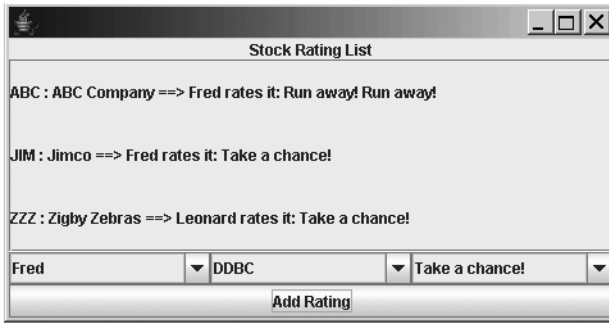 Stock Rating List
ABC : ABC Company ==> Fred rates it: Run away! Run away!
JIM : Jimco ==> Fred rates it: Take a chance!
ZZZ : Zigby Zebras ==> Leonard rates it: Take a chance!
Fred DDBC Take a chance!
Add Rating